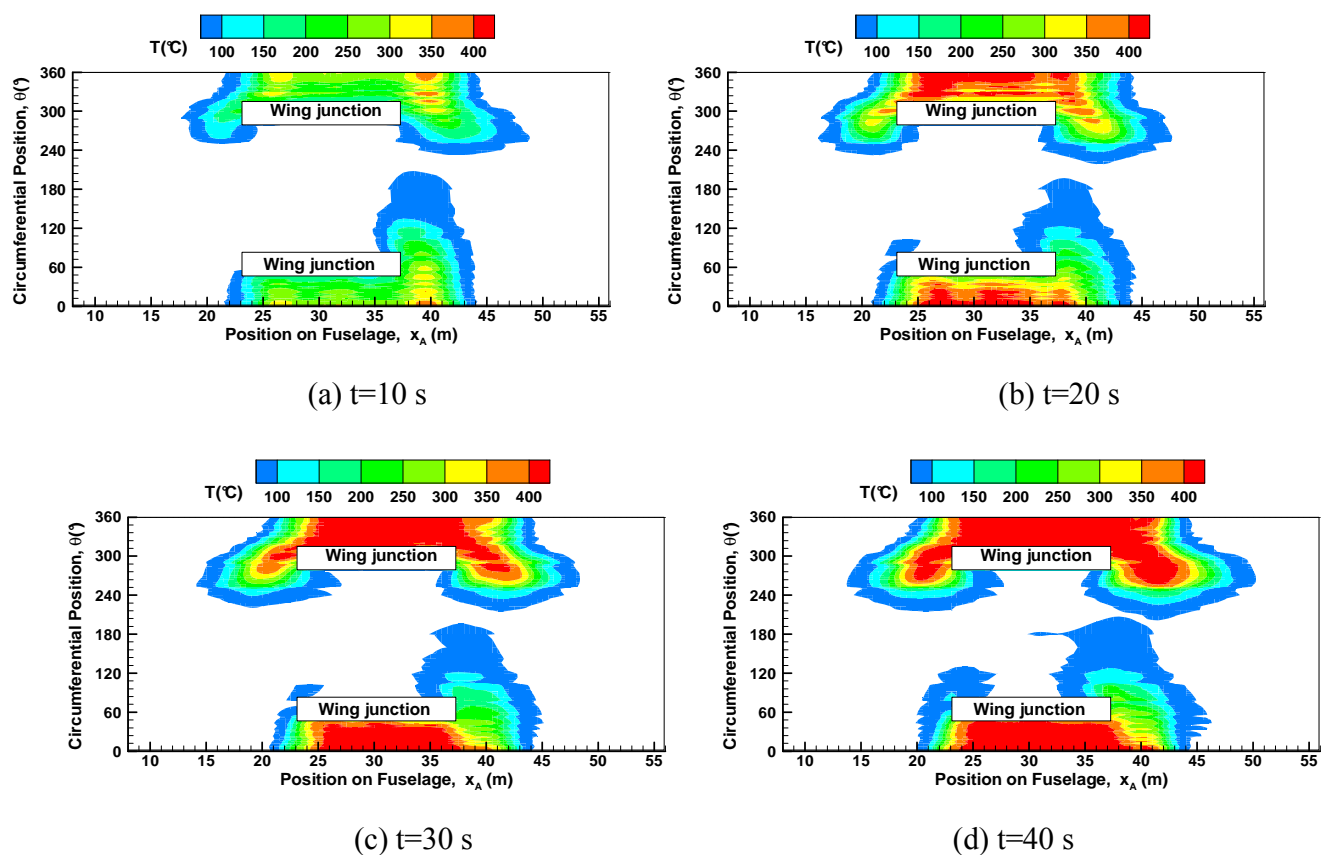 T(°C) 100 150 200 250 300 350 400
Circumferential Position, θ(°)
360
300
240
180
120
60
0
Wing junction
Wing junction
10 15 20 25 30 35 40 45 50 55
Position on Fuselage, x_A (m)
(a) t=10 s
T(°C) 100 150 200 250 300 350 400
Circumferential Position, θ(°)
360
300
240
180
120
60
0
Wing junction
Wing junction
10 15 20 25 30 35 40 45 50 55
Position on Fuselage, x_A (m)
(b) t=20 s
T(°C) 100 150 200 250 300 350 400
Circumferential Position, θ(°)
360
300
240
180
120
60
0
Wing junction
Wing junction
10 15 20 25 30 35 40 45 50 55
Position on Fuselage, x_A (m)
(c) t=30 s
T(°C) 100 150 200 250 300 350 400
Circumferential Position, θ(°)
360
300
240
180
120
60
0
Wing junction
Wing junction
10 15 20 25 30 35 40 45 50 55
Position on Fuselage, x_A (m)
(d) t=40 s